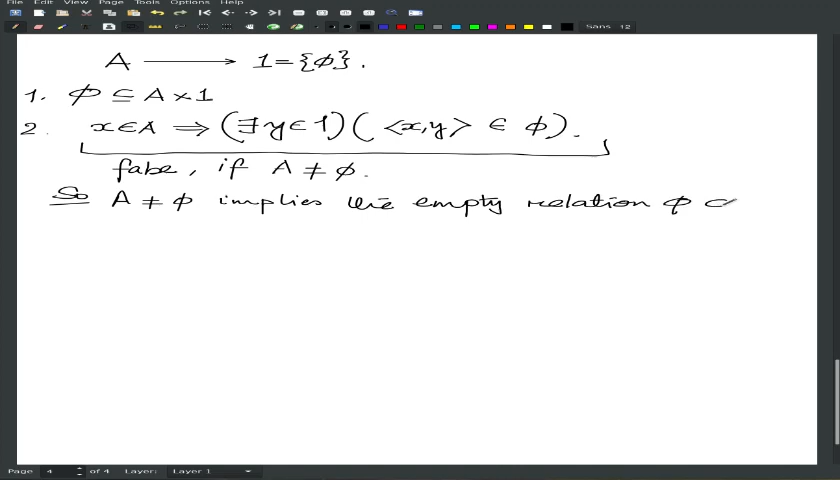 File Edit View Page Tools Options Help
Sans 12
A ⟶ 1 = {ϕ}.
1. ϕ ⊆ A × 1
2. x ∈ A ⇒ (∃ y ∈ 1) ( <x,y> ∈ ϕ).
false, if A ≠ ϕ.
So A ≠ ϕ implies the empty relation ϕ
Page 4 of 4 Layer: Layer 1